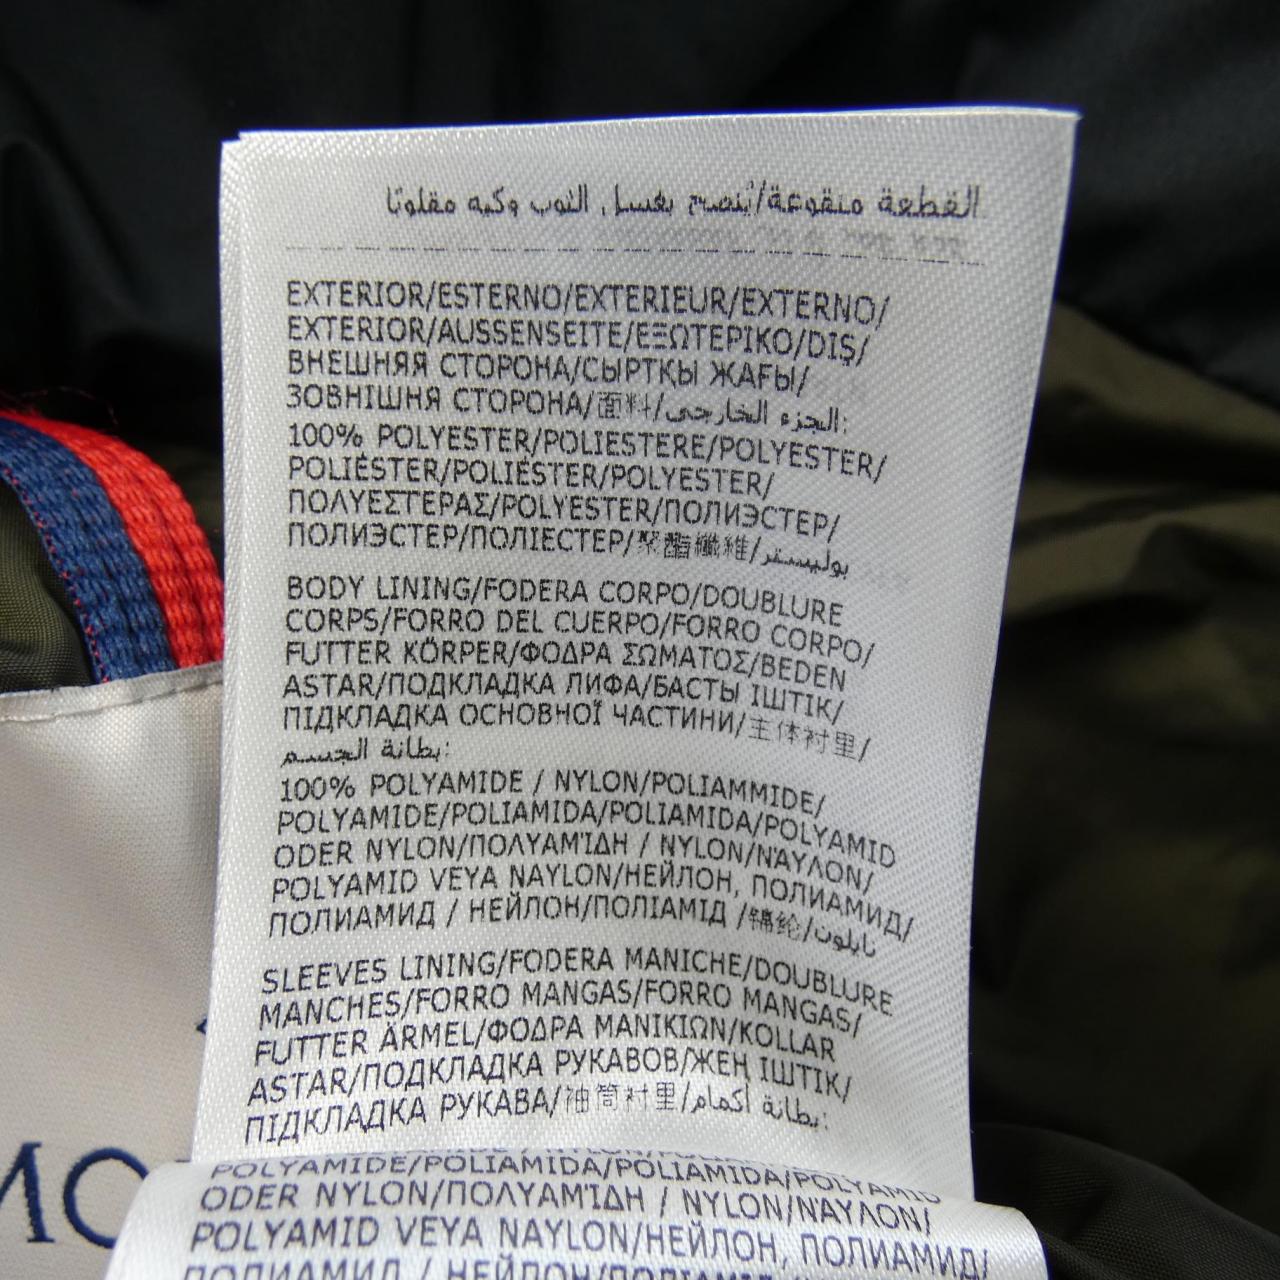 القطعة منقوعة/يُنصح بغسل الثوب وكيه مقلوبًا
EXTERIOR/ESTERNO/EXTERIEUR/EXTERNO/
EXTERIOR/AUSSENSEITE/ΕΞΩΤΕΡΙΚΟ/DIŞ/
ВНЕШНЯЯ СТОРОНА/СЫРТҚЫ ЖАҒЫ/
ЗОВНІШНЯ СТОРОНА/面料/الجزء الخارجي:
100% POLYESTER/POLIESTERE/POLYESTER/
POLIÉSTER/POLIÉSTER/POLYESTER/
ΠΟΛΥΕΣΤΕΡΑΣ/POLYESTER/ПОЛИЭСТЕР/
ПОЛИЭСТЕР/ПОЛІЕСТЕР/聚酯纖維/بوليستر
BODY LINING/FODERA CORPO/DOUBLURE
CORPS/FORRO DEL CUERPO/FORRO CORPO/
FUTTER KÖRPER/ΦΟΔΡΑ ΣΩΜΑΤΟΣ/BEDEN
ASTAR/ПОДКЛАДКА ЛИФА/БАСТЫ ІШТІК/
ПІДКЛАДКА ОСНОВНОЇ ЧАСТИНИ/主体衬里/
بطانة الجسم:
100% POLYAMIDE / NYLON/POLIAMMIDE/
POLYAMIDE/POLIAMIDA/POLIAMIDA/POLYAMID
ODER NYLON/ΠΟΛΥΑΜΊΔΗ / NYLON/ΝΆΥΛΟΝ/
POLYAMID VEYA NAYLON/НЕЙЛОН, ПОЛИАМИД/
ПОЛИАМИД / НЕЙЛОН/ПОЛІАМІД /锦纶/نايلون
SLEEVES LINING/FODERA MANICHE/DOUBLURE
MANCHES/FORRO MANGAS/FORRO MANGAS/
FUTTER ÄRMEL/ΦΟΔΡΑ ΜΑΝΙΚΙΩΝ/KOLLAR
ASTAR/ПОДКЛАДКА РУКАВОВ/ЖЕҢ ІШТІК/
ПІДКЛАДКА РУКАВА/袖筒衬里/بطانة أكمام:
POLYAMIDE/POLIAMIDA/POLIAMIDA/POLYAMID
ODER NYLON/ΠΟΛΥΑΜΊΔΗ / NYLON/ΝΆΥΛΟΝ/
POLYAMID VEYA NAYLON/НЕЙЛОН, ПОЛИАМИД/